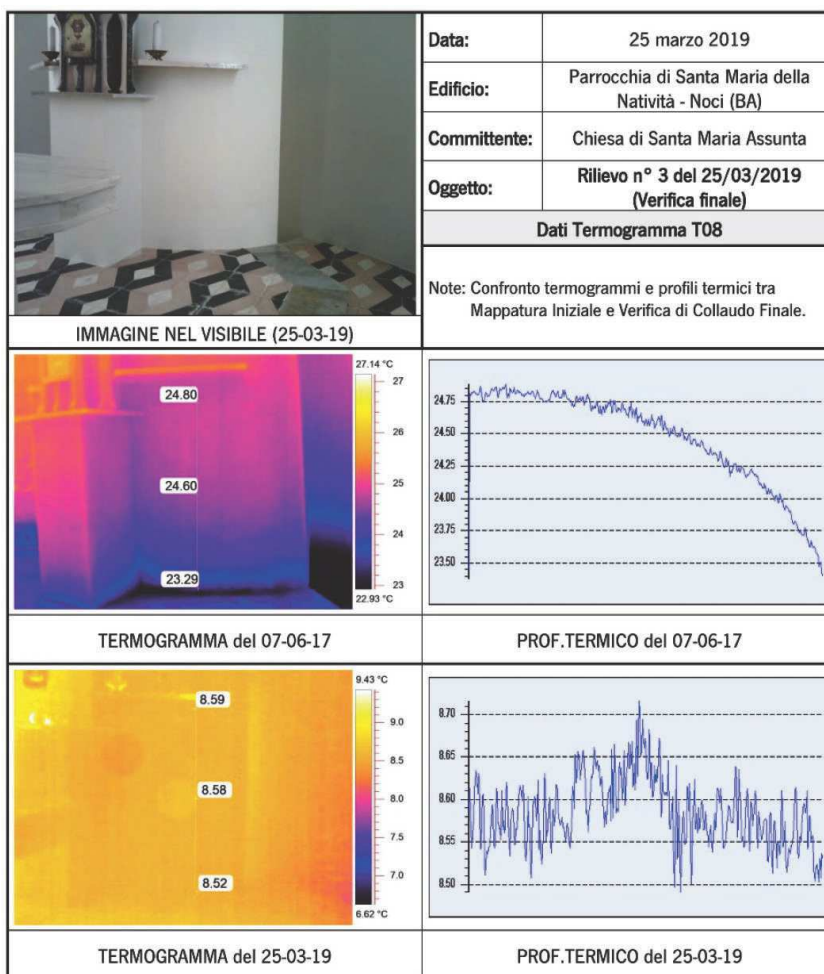 Data: 25 marzo 2019
Edificio: Parrocchia di Santa Maria della
Natività - Noci (BA)
Committente: Chiesa di Santa Maria Assunta
Oggetto: Rilievo n° 3 del 25/03/2019
(Verifica finale)
Dati Termogramma T08
Note: Confronto termogrammi e profili termici tra
Mappatura Iniziale e Verifica di Collaudo Finale.
IMMAGINE NEL VISIBILE (25-03-19)
27.14 °C
27
26
25
24
23
22.93 °C
24.80
24.60
23.29
24.75
24.50
24.25
24.00
23.75
23.50
TERMOGRAMMA del 07-06-17
PROF.TERMICO del 07-06-17
9.43 °C
9.0
8.5
8.0
7.5
7.0
6.62 °C
8.59
8.58
8.52
8.70
8.65
8.60
8.55
8.50
TERMOGRAMMA del 25-03-19
PROF.TERMICO del 25-03-19